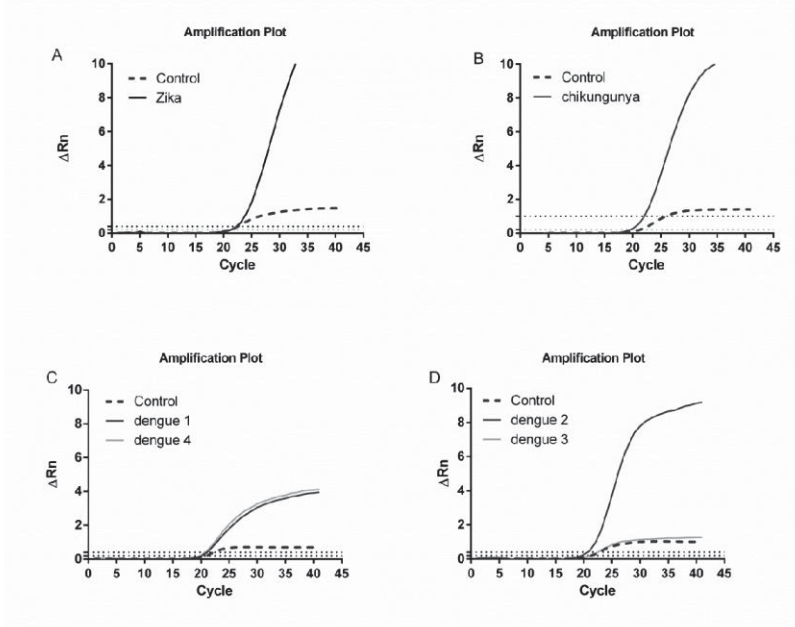 Amplification Plot
A
10
8
6
4
2
0
ΔRn
Control
Zika
0 5 10 15 20 25 30 35 40 45
Cycle
Amplification Plot
B
10
8
6
4
2
0
ΔRn
Control
chikungunya
0 5 10 15 20 25 30 35 40 45
Cycle
Amplification Plot
C
10
8
6
4
2
0
ΔRn
Control
dengue 1
dengue 4
0 5 10 15 20 25 30 35 40 45
Cycle
Amplification Plot
D
10
8
6
4
2
0
ΔRn
Control
dengue 2
dengue 3
0 5 10 15 20 25 30 35 40 45
Cycle